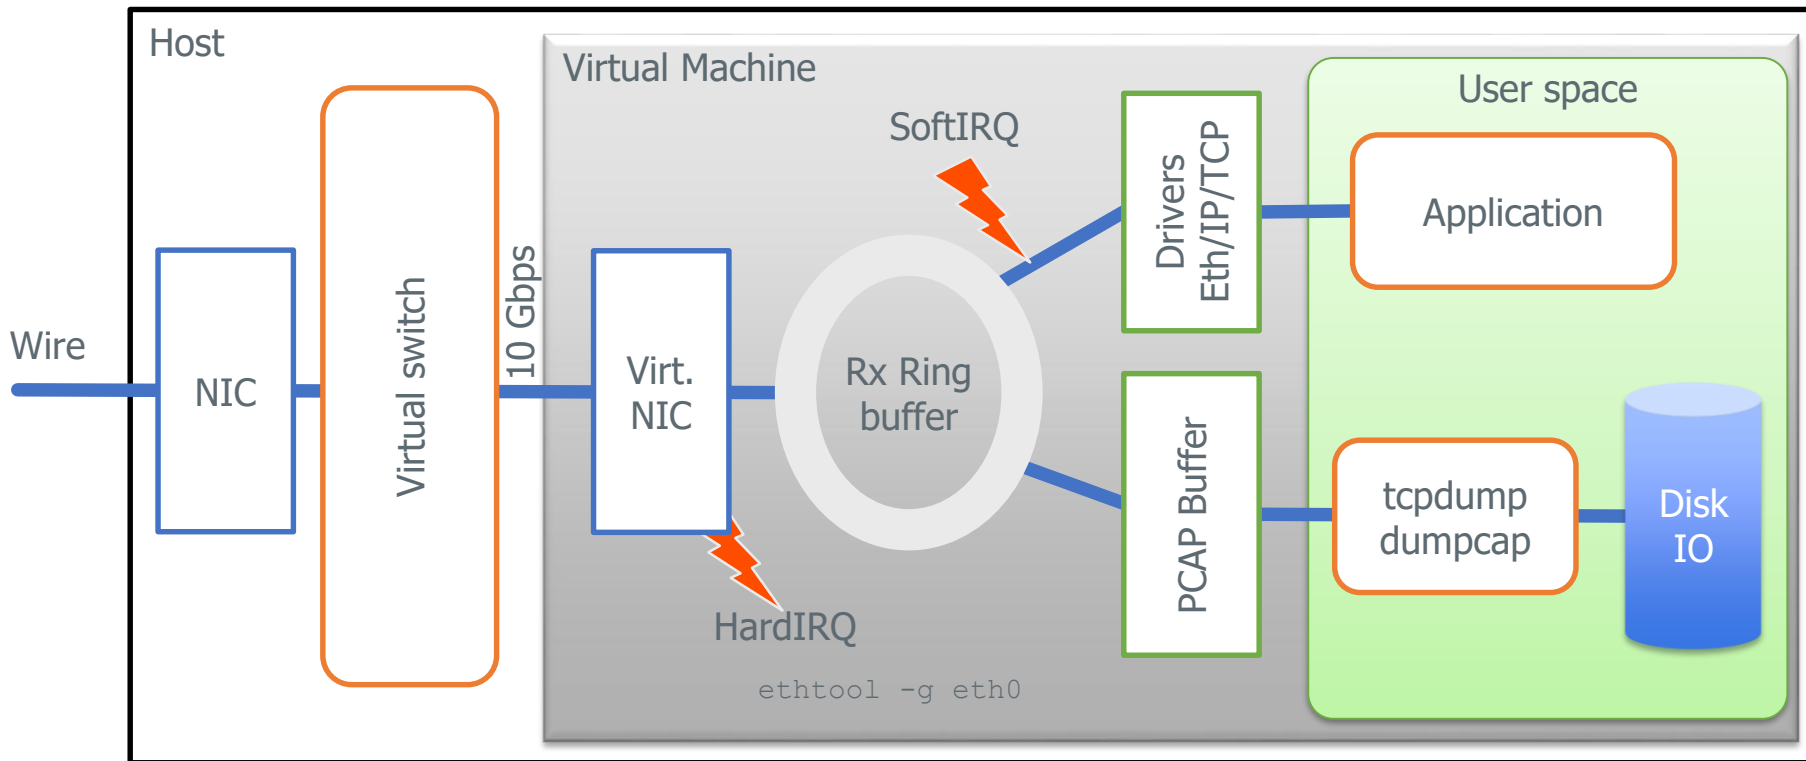 Host
Virtual Machine
User space
SoftIRQ
Drivers
Eth/IP/TCP
Application
Wire
NIC
Virtual switch
10 Gbps
Virt.
NIC
Rx Ring
buffer
PCAP Buffer
tcpdump
dumpcap
Disk
IO
HardIRQ
ethtool -g eth0